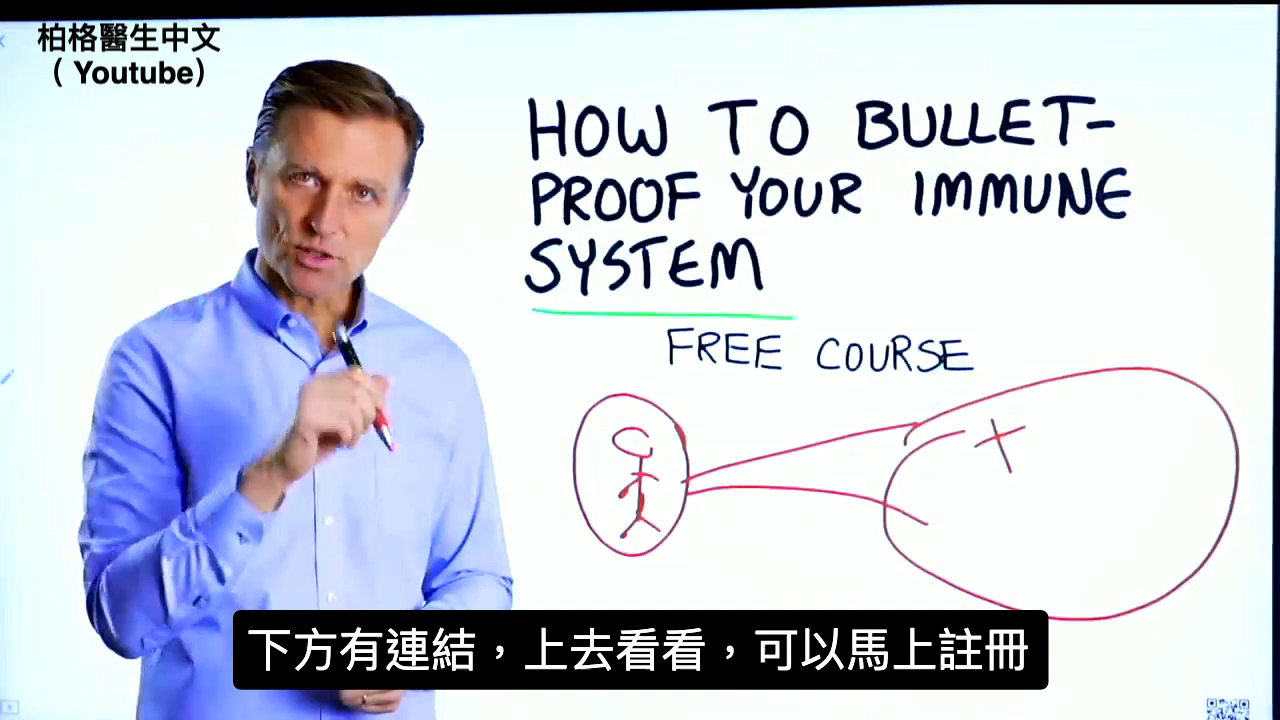 柏格醫生中文
（Youtube）
HOW TO BULLET-
PROOF YOUR IMMUNE
SYSTEM
FREE COURSE
下方有連結，上去看看，可以馬上註冊